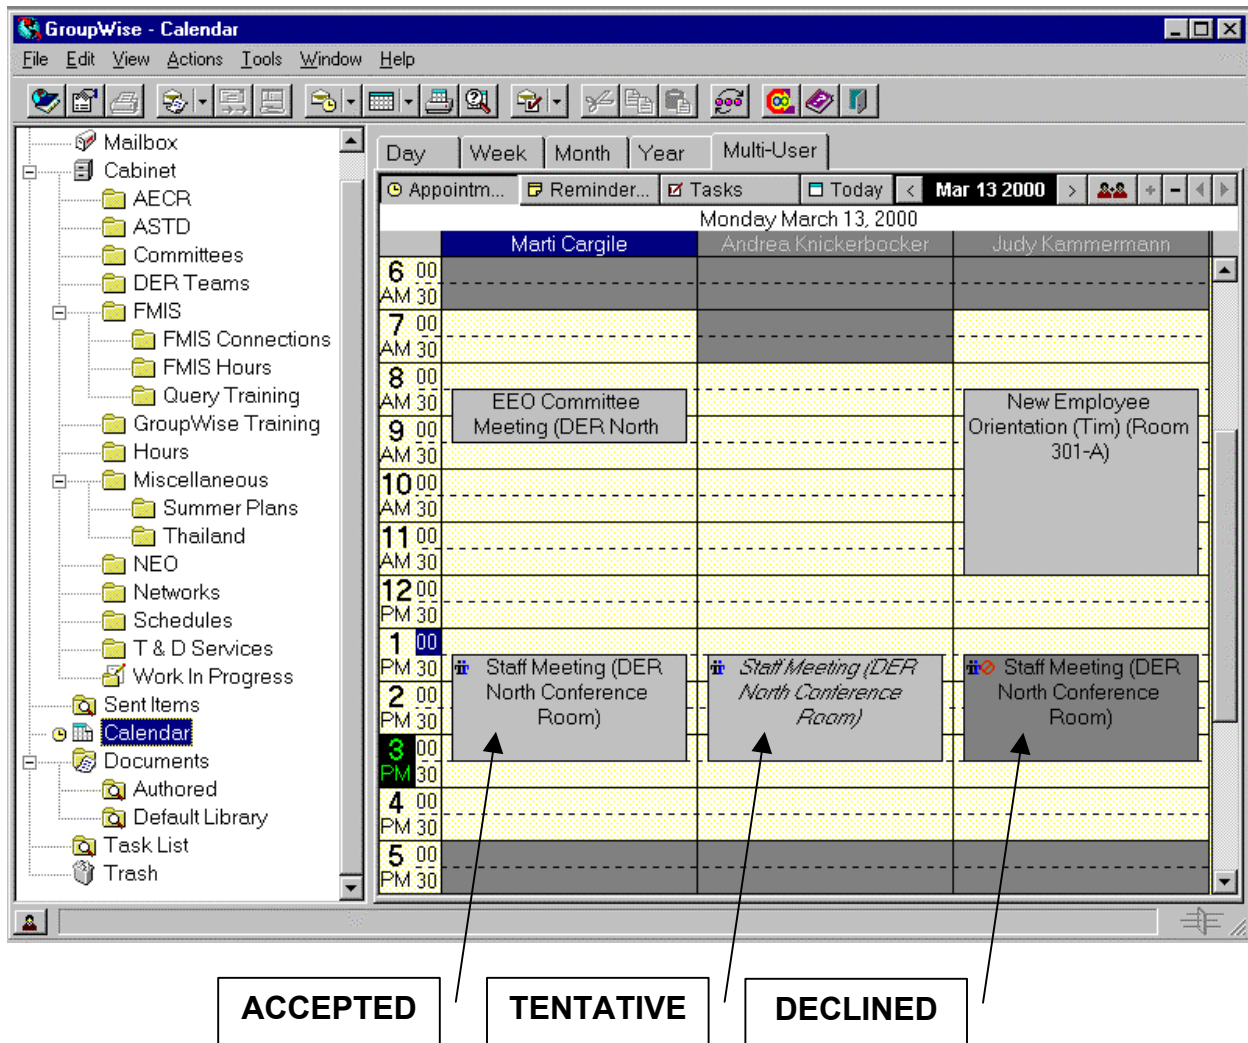 GroupWise - Calendar
File Edit View Actions Tools Window Help
Mailbox
Cabinet
AECR
ASTD
Committees
DER Teams
FMIS
FMIS Connections
FMIS Hours
Query Training
GroupWise Training
Hours
Miscellaneous
Summer Plans
Thailand
NEO
Networks
Schedules
T & D Services
Work In Progress
Sent Items
Calendar
Documents
Authored
Default Library
Task List
Trash
Day Week Month Year Multi-User
Appointm... Reminder... Tasks Today < Mar 13 2000 >
Monday March 13, 2000
Marti Cargile Andrea Knickerbocker Judy Kammermann
6 00
AM 30
7 00
AM 30
8 00
AM 30
9 00
AM 30
10 00
AM 30
11 00
AM 30
12 00
PM 30
1 00
PM 30
2 00
PM 30
3 00
PM 30
4 00
PM 30
5 00
PM 30
EEO Committee
Meeting (DER North
New Employee
Orientation (Tim) (Room
301-A)
Staff Meeting (DER
North Conference
Room)
Staff Meeting (DER
North Conference
Room)
Staff Meeting (DER
North Conference
Room)
ACCEPTED
TENTATIVE
DECLINED